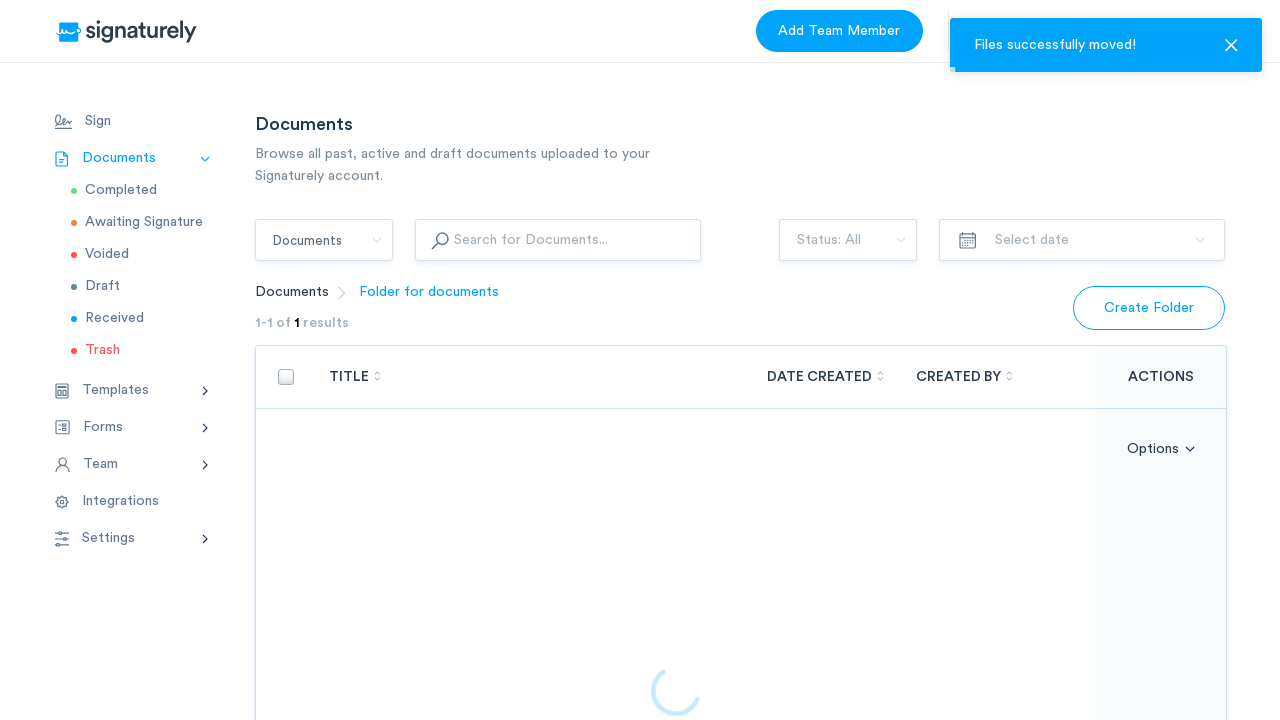 signaturely
Add Team Member
Files successfully moved!
Sign
Documents
Completed
Awaiting Signature
Voided
Draft
Received
Trash
Templates
Forms
Team
Integrations
Settings
Documents
Browse all past, active and draft documents uploaded to your
Signaturely account.
Documents
Search for Documents...
Status: All
Select date
Documents
Folder for documents
1-1 of 1 results
Create Folder
TITLE
DATE CREATED
CREATED BY
ACTIONS
Options